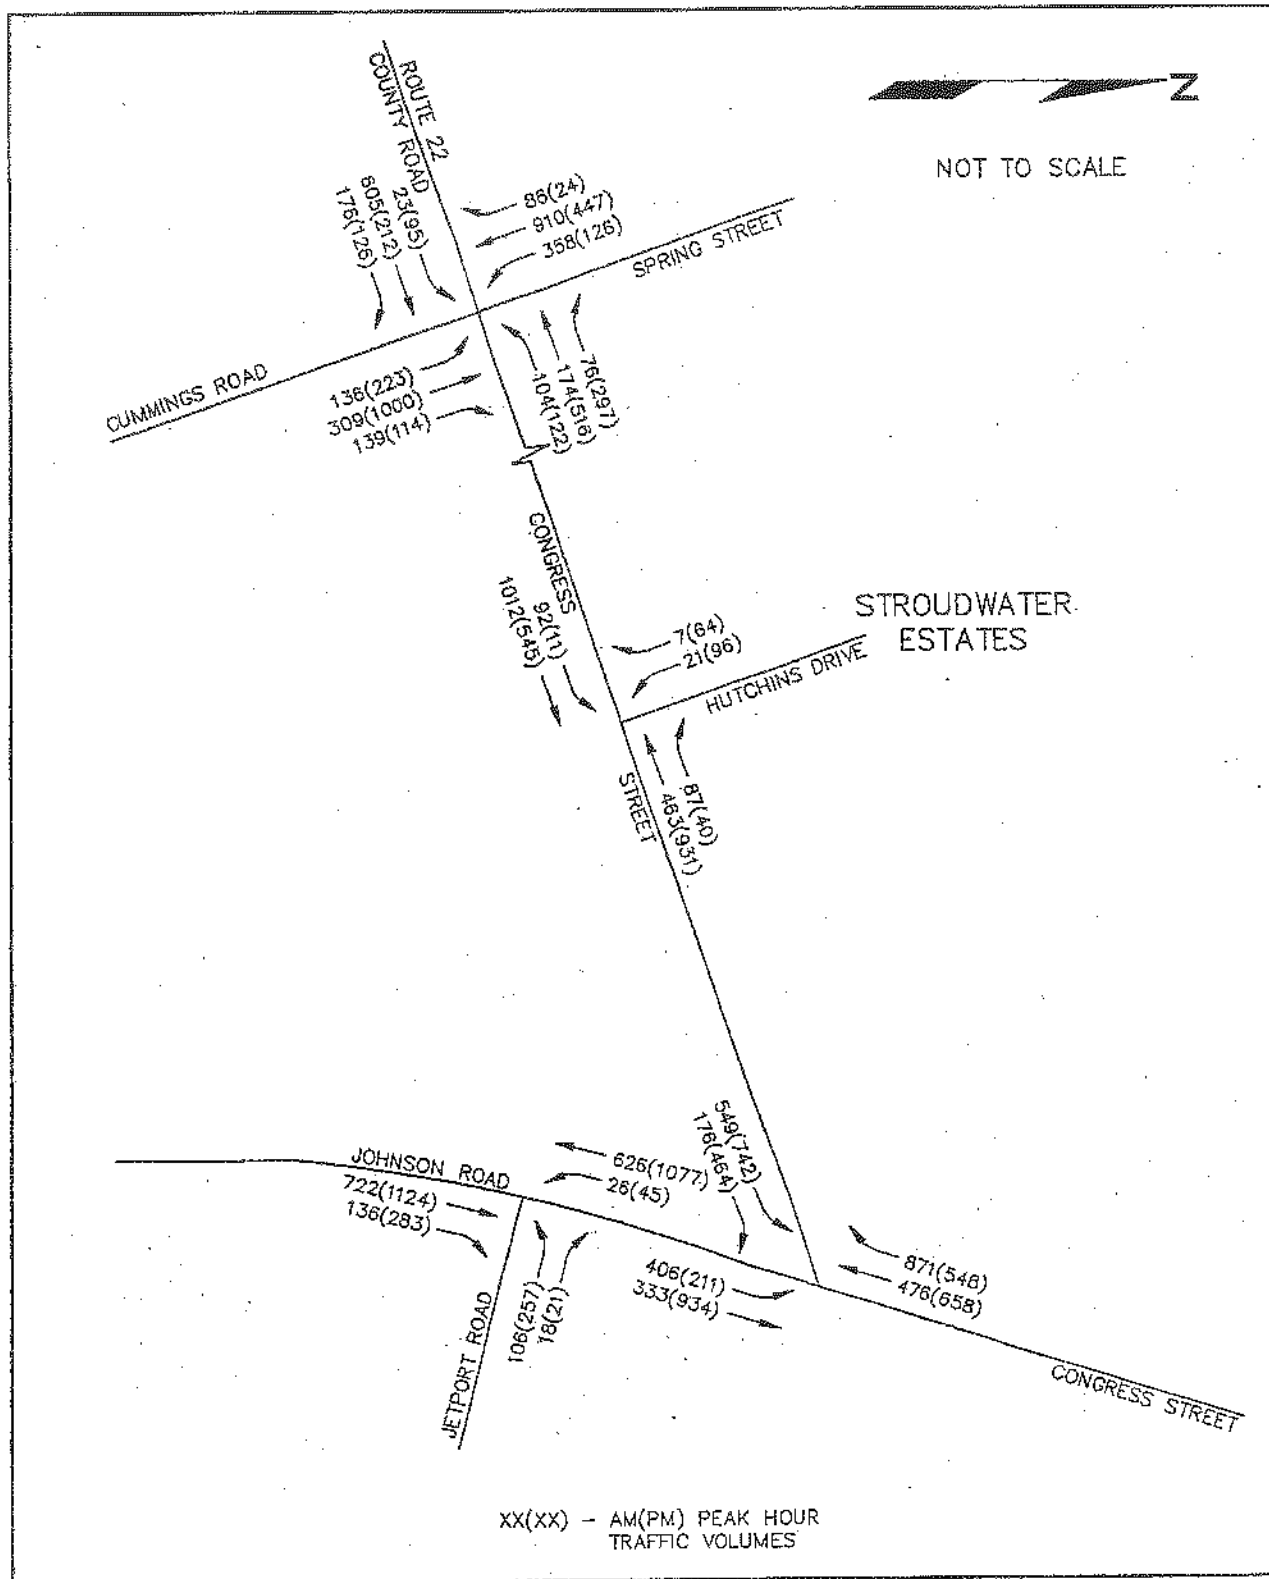 ROUTE 22
COUNTY ROAD
Z
NOT TO SCALE
23(95)
605(212)
176(126)
86(24)
910(447)
358(126)
SPRING STREET
CUMMINGS ROAD
136(223)
309(1000)
139(114)
76(297)
174(516)
104(122)
CONGRESS
92(11)
1012(545)
7(64)
21(96)
STROUDWATER
ESTATES
HUTCHINS DRIVE
STREET
87(40)
463(931)
549(742)
176(464)
JOHNSON ROAD
722(1124)
136(283)
626(1077)
26(45)
406(211)
333(934)
871(546)
476(658)
106(257)
18(21)
JETPORT ROAD
CONGRESS STREET
XX(XX) - AM(PM) PEAK HOUR
TRAFFIC VOLUMES